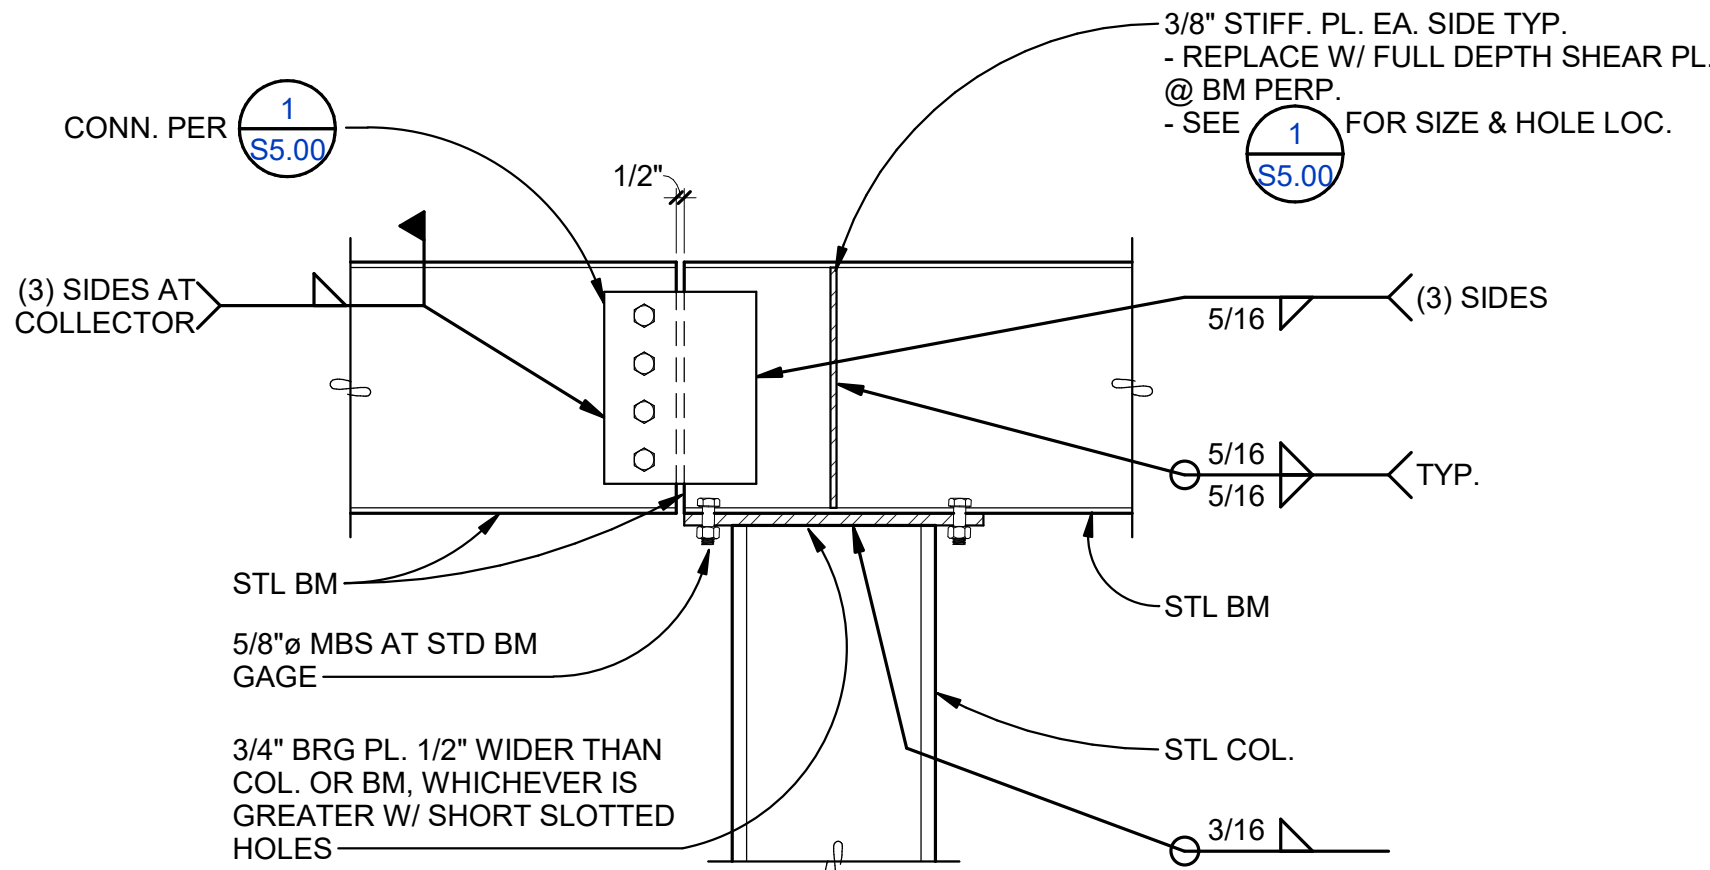 3/8" STIFF. PL. EA. SIDE TYP.
- REPLACE W/ FULL DEPTH SHEAR PL.
@ BM PERP.
- SEE 1 FOR SIZE & HOLE LOC.
S5.00
CONN. PER 1
S5.00
1/2"
(3) SIDES AT
COLLECTOR
5/16
(3) SIDES
5/16
5/16
TYP.
STL BM
STL BM
5/8"ø MBS AT STD BM
GAGE
3/4" BRG PL. 1/2" WIDER THAN
COL. OR BM, WHICHEVER IS
GREATER W/ SHORT SLOTTED
HOLES
STL COL.
3/16